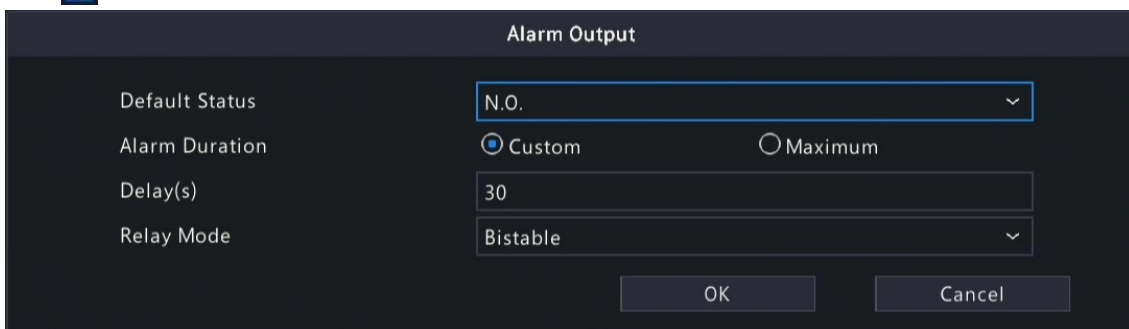 Alarm Output
Default Status N.O.
Alarm Duration Custom Maximum
Delay(s) 30
Relay Mode Bistable
OK Cancel